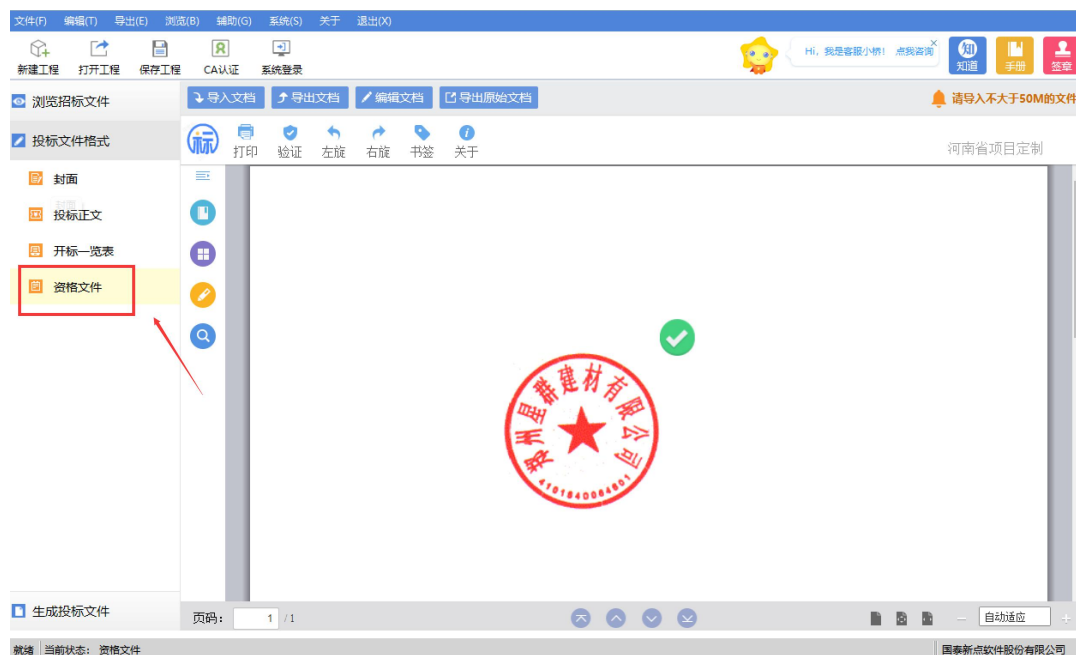 文件(F) 编辑(T) 导出(E) 浏览(B) 辅助(G) 系统(S) 关于 退出(X)
新建工程 打开工程 保存工程 CA认证 系统登录
Hi, 我是客服小桥! 点我咨询
知道 手册 签章
浏览招标文件
导入文档 导出文档 编辑文档 导出原始文档
请导入不大于50M的文件
投标文件格式
标 打印 验证 左旋 右旋 书签 关于
河南省项目定制
封面
投标正文
开标一览表
资格文件
郑州星群建材有限公司
生成投标文件
页码: 1 /1
自动适应
就绪 当前状态: 资格文件
国泰新点软件股份有限公司